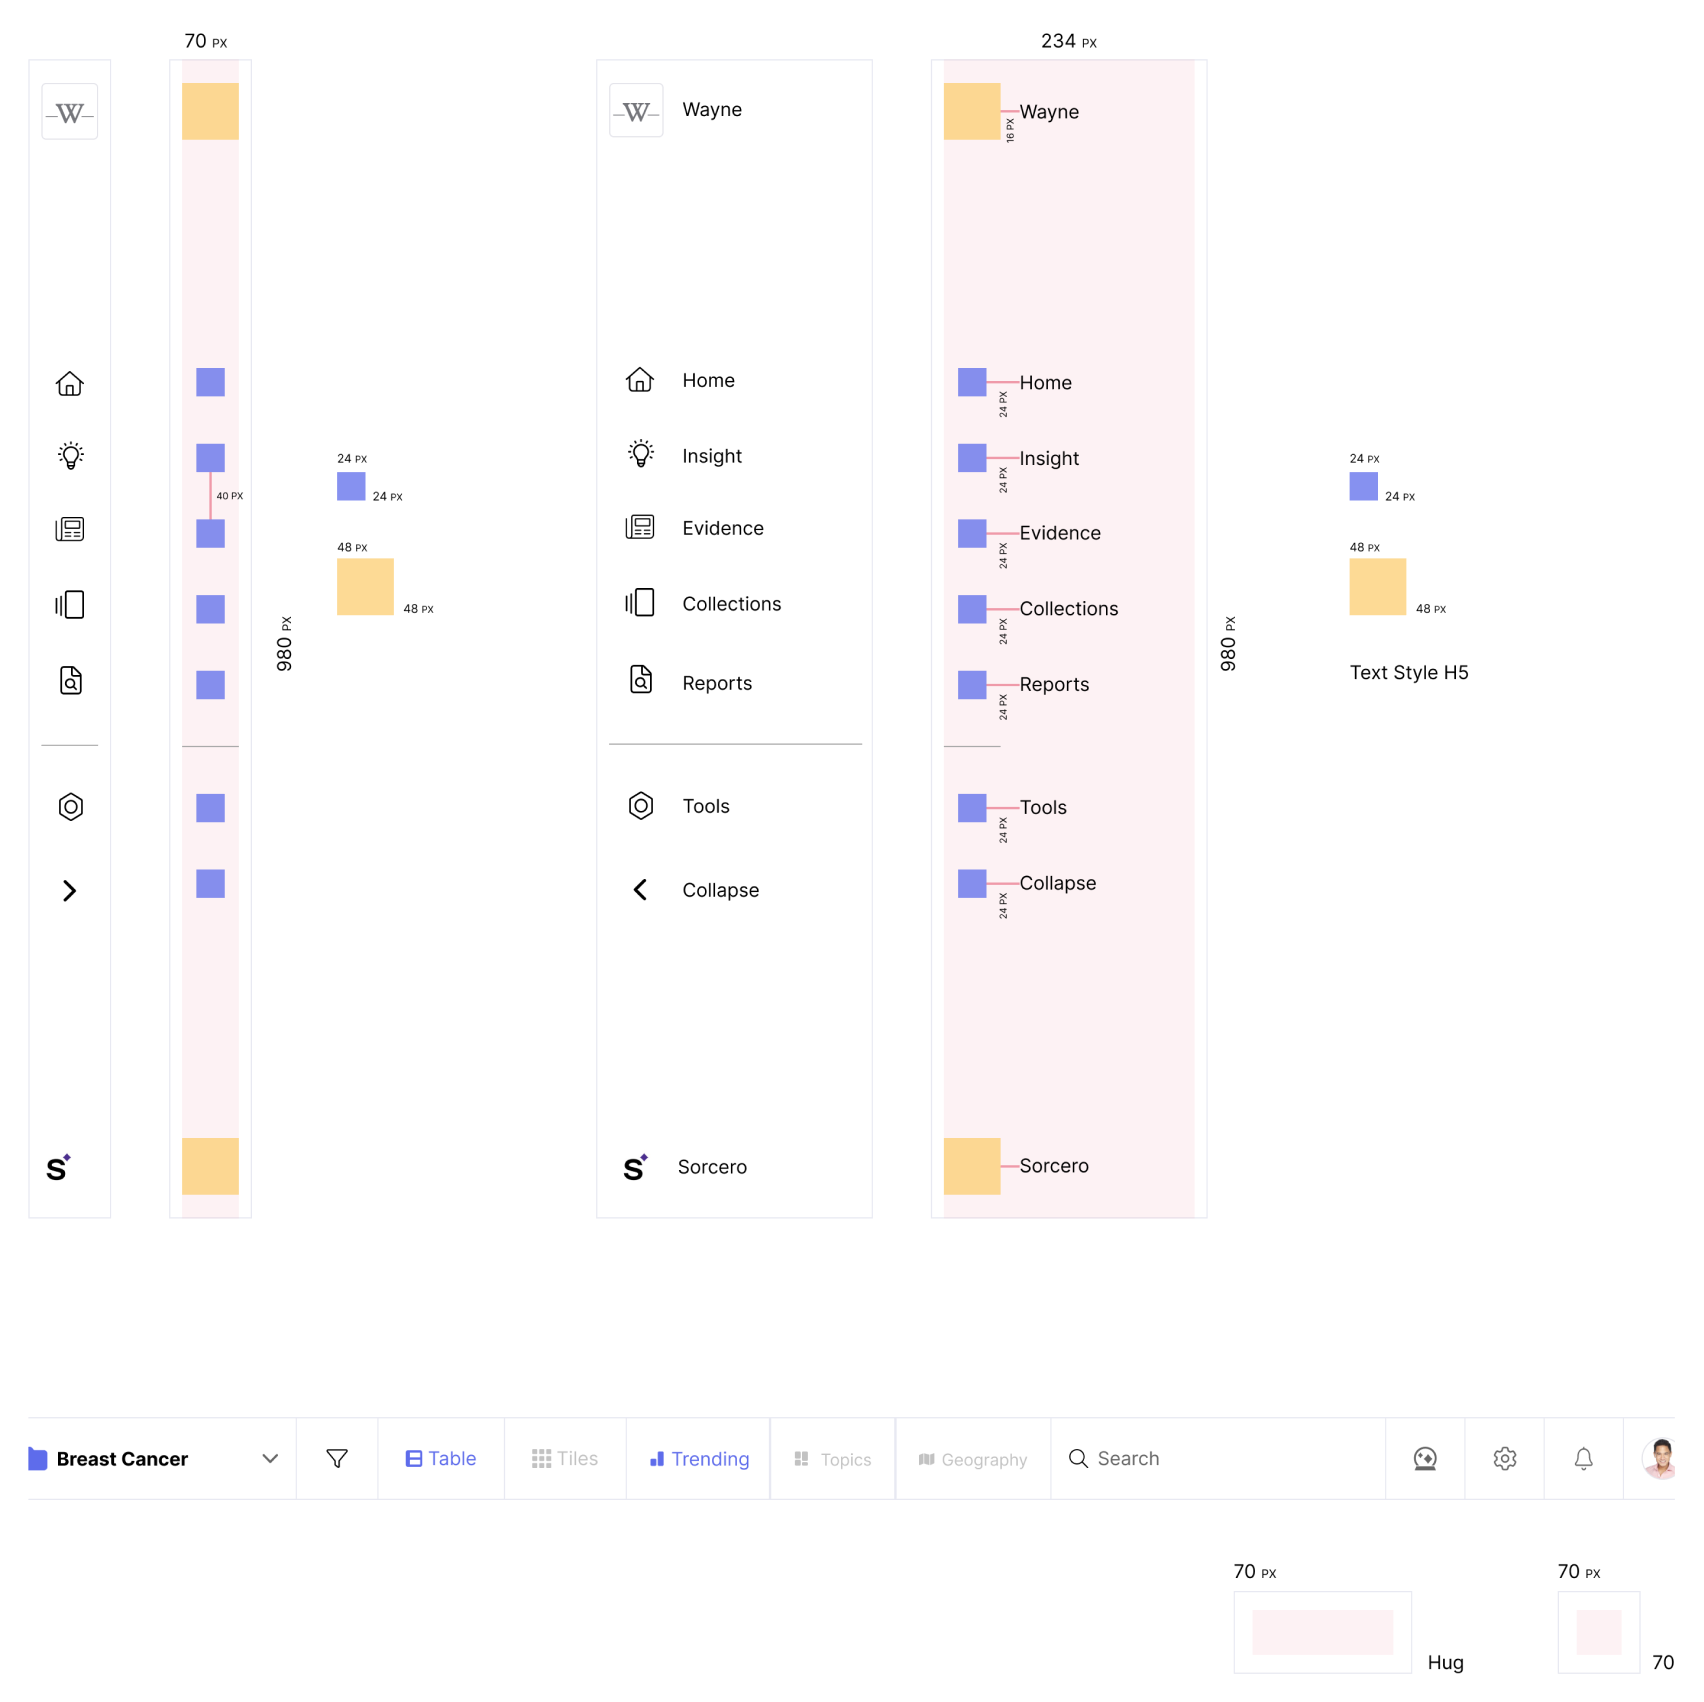 70 PX
234 PX
W
W
Wayne
Wayne
16 PX
Home
Home
24 PX
Insight
Insight
24 PX
24 PX
24 PX
24 PX
24 PX
24 PX
40 PX
Evidence
Evidence
24 PX
48 PX
48 PX
48 PX
48 PX
Collections
Collections
24 PX
980 PX
980 PX
Reports
Reports
24 PX
Text Style H5
Tools
Tools
24 PX
Collapse
Collapse
24 PX
S
S
Sorcero
Sorcero
Breast Cancer
Table
Tiles
Trending
Topics
Geography
Search
70 PX
70 PX
Hug
70